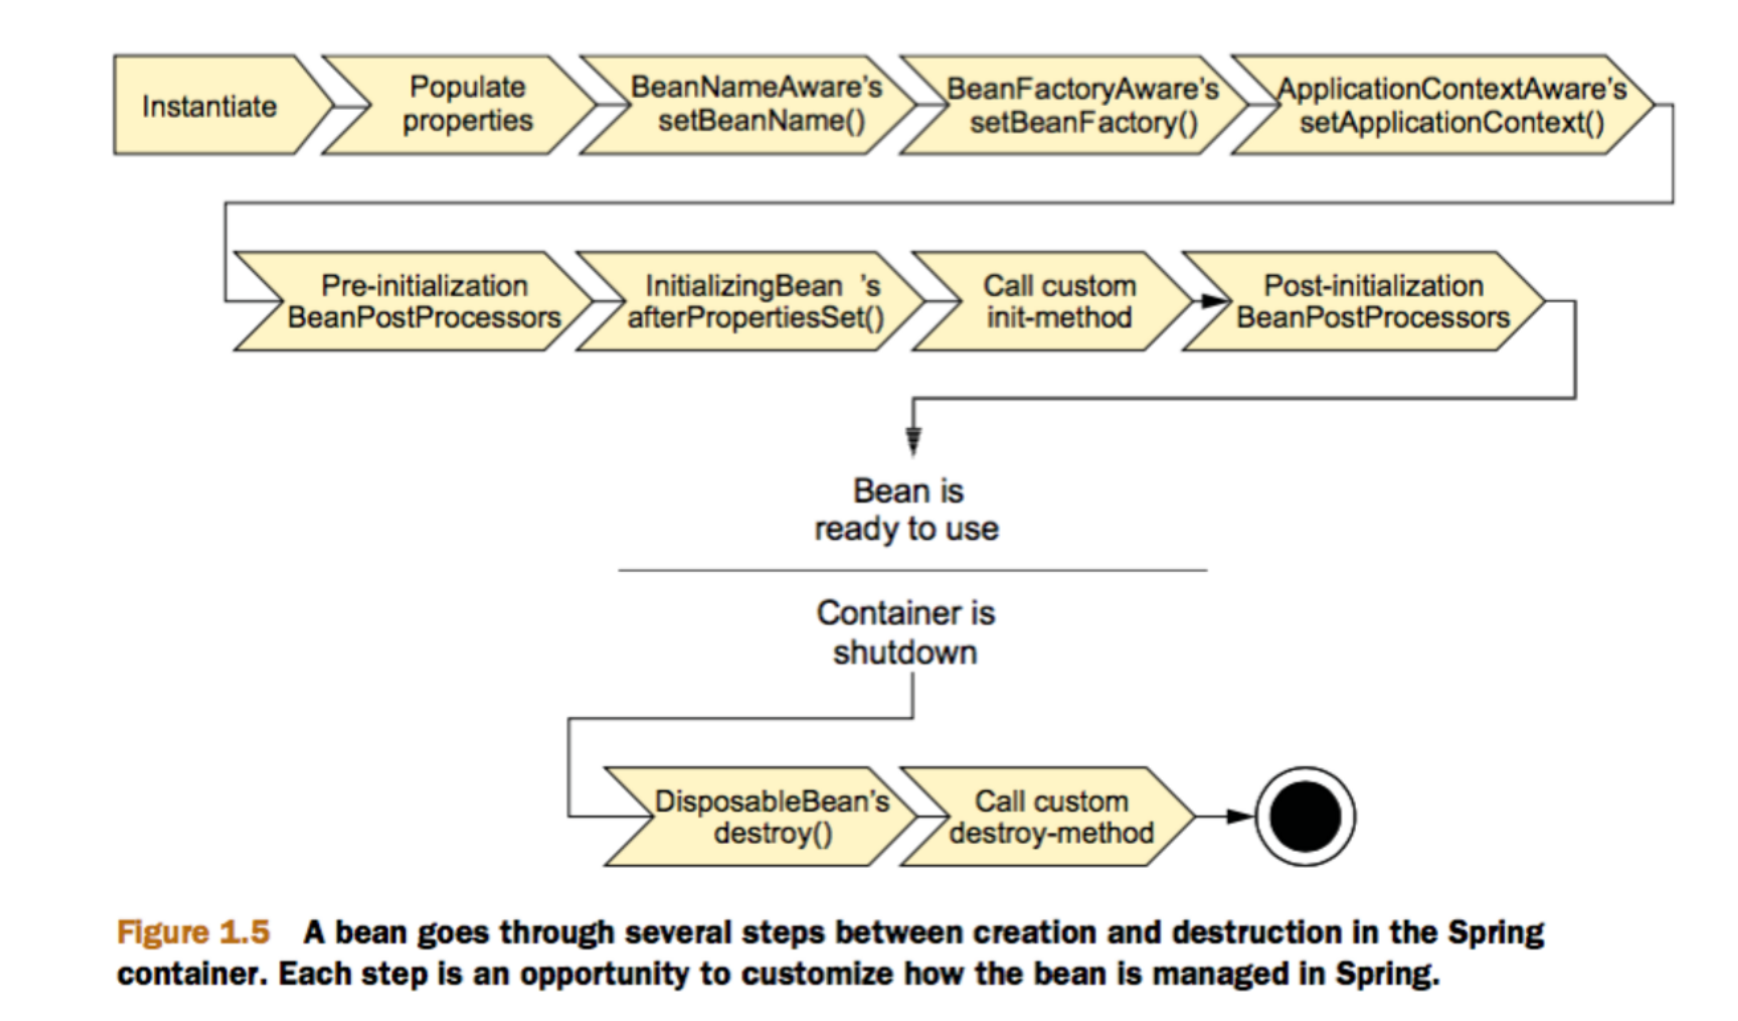 Instantiate
Populate
properties
BeanNameAware's
setBeanName()
BeanFactoryAware's
setBeanFactory()
ApplicationContextAware's
setApplicationContext()
Pre-initialization
BeanPostProcessors
InitializingBean 's
afterPropertiesSet()
Call custom
init-method
Post-initialization
BeanPostProcessors
Bean is
ready to use
Container is
shutdown
DisposableBean's
destroy()
Call custom
destroy-method
Figure 1.5 A bean goes through several steps between creation and destruction in the Spring
container. Each step is an opportunity to customize how the bean is managed in Spring.